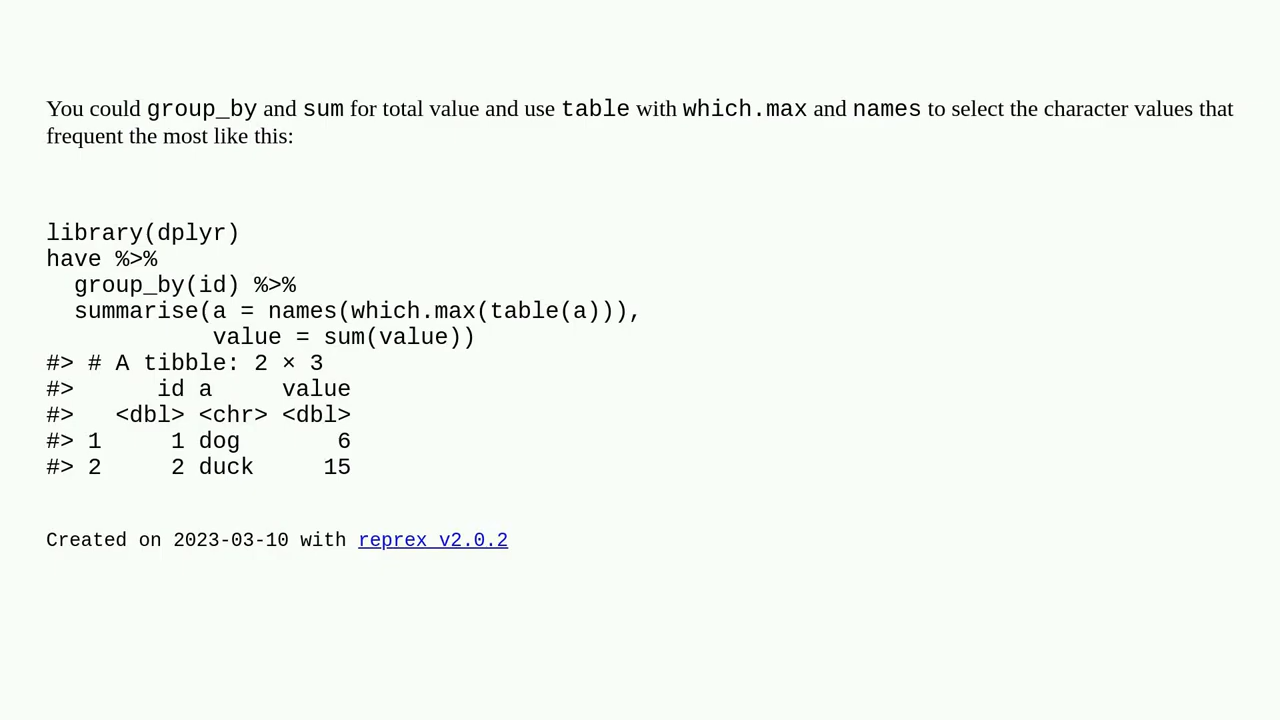 You could group_by and sum for total value and use table with which.max and names to select the character values that
frequent the most like this:
library(dplyr)
have %>%
  group_by(id) %>%
  summarise(a = names(which.max(table(a))),
            value = sum(value))
#> # A tibble: 2 × 3
#>      id a     value
#>   <dbl> <chr> <dbl>
#> 1     1 dog       6
#> 2     2 duck     15
Created on 2023-03-10 with reprex v2.0.2